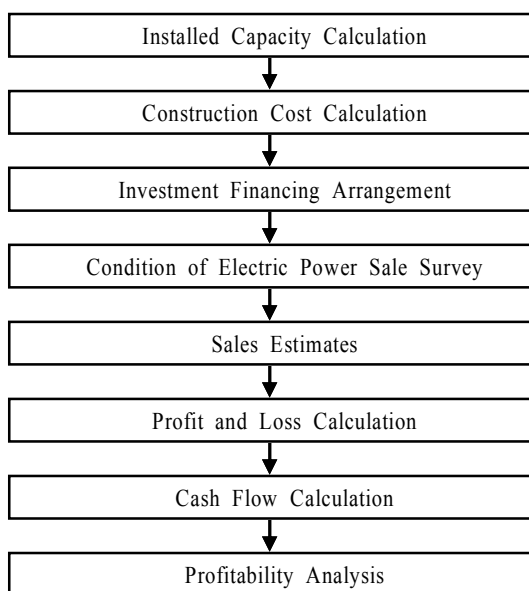 Installed Capacity Calculation
Construction Cost Calculation
Investment Financing Arrangement
Condition of Electric Power Sale Survey
Sales Estimates
Profit and Loss Calculation
Cash Flow Calculation
Profitability Analysis